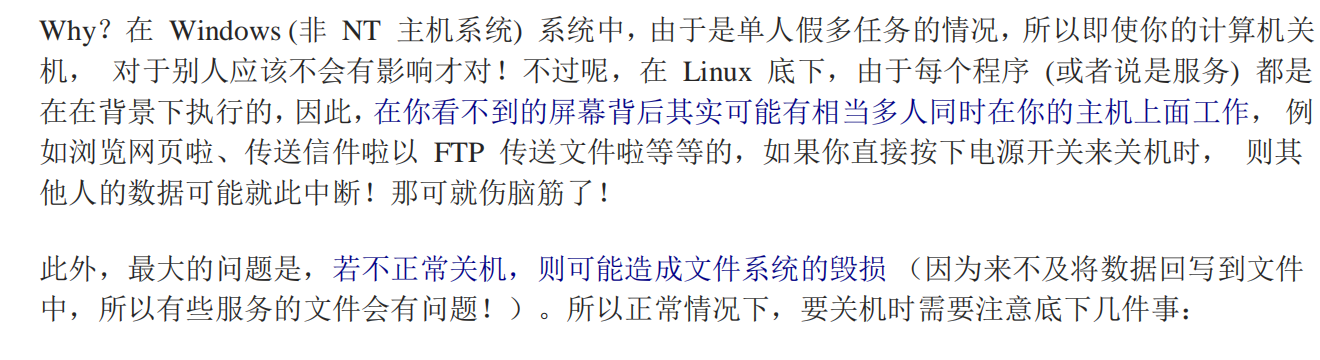 Why？在 Windows (非 NT 主机系统) 系统中，由于是单人假多任务的情况，所以即使你的计算机关
机， 对于别人应该不会有影响才对！不过呢，在 Linux 底下，由于每个程序 (或者说是服务) 都是
在在背景下执行的，因此，在你看不到的屏幕背后其实可能有相当多人同时在你的主机上面工作， 例
如浏览网页啦、传送信件啦以 FTP 传送文件啦等等的，如果你直接按下电源开关来关机时， 则其
他人的数据可能就此中断！那可就伤脑筋了！
此外，最大的问题是，若不正常关机，则可能造成文件系统的毁损 （因为来不及将数据回写到文件
中，所以有些服务的文件会有问题！）。所以正常情况下，要关机时需要注意底下几件事：